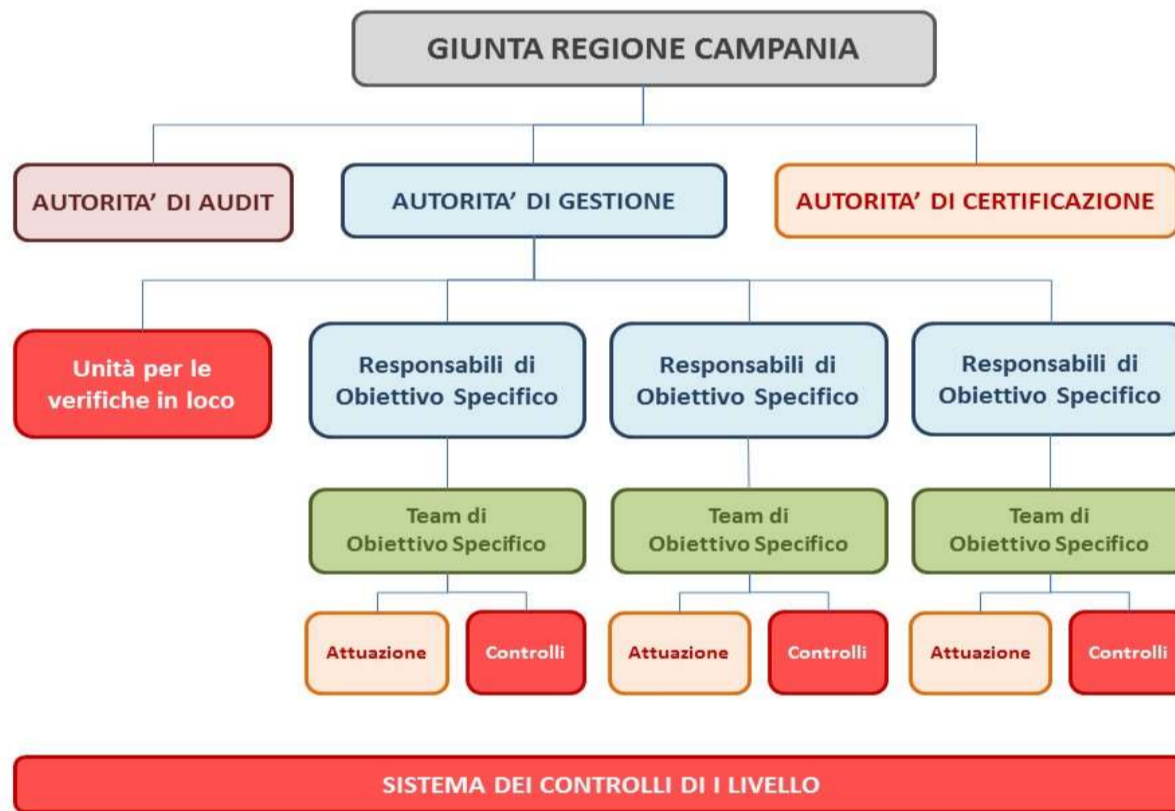 GIUNTA REGIONE CAMPANIA
AUTORITA' DI AUDIT
AUTORITA' DI GESTIONE
AUTORITA' DI CERTIFICAZIONE
Unità per le
verifiche in loco
Responsabili di
Obiettivo Specifico
Responsabili di
Obiettivo Specifico
Responsabili di
Obiettivo Specifico
Team di
Obiettivo Specifico
Team di
Obiettivo Specifico
Team di
Obiettivo Specifico
Attuazione
Controlli
Attuazione
Controlli
Attuazione
Controlli
SISTEMA DEI CONTROLLI DI I LIVELLO